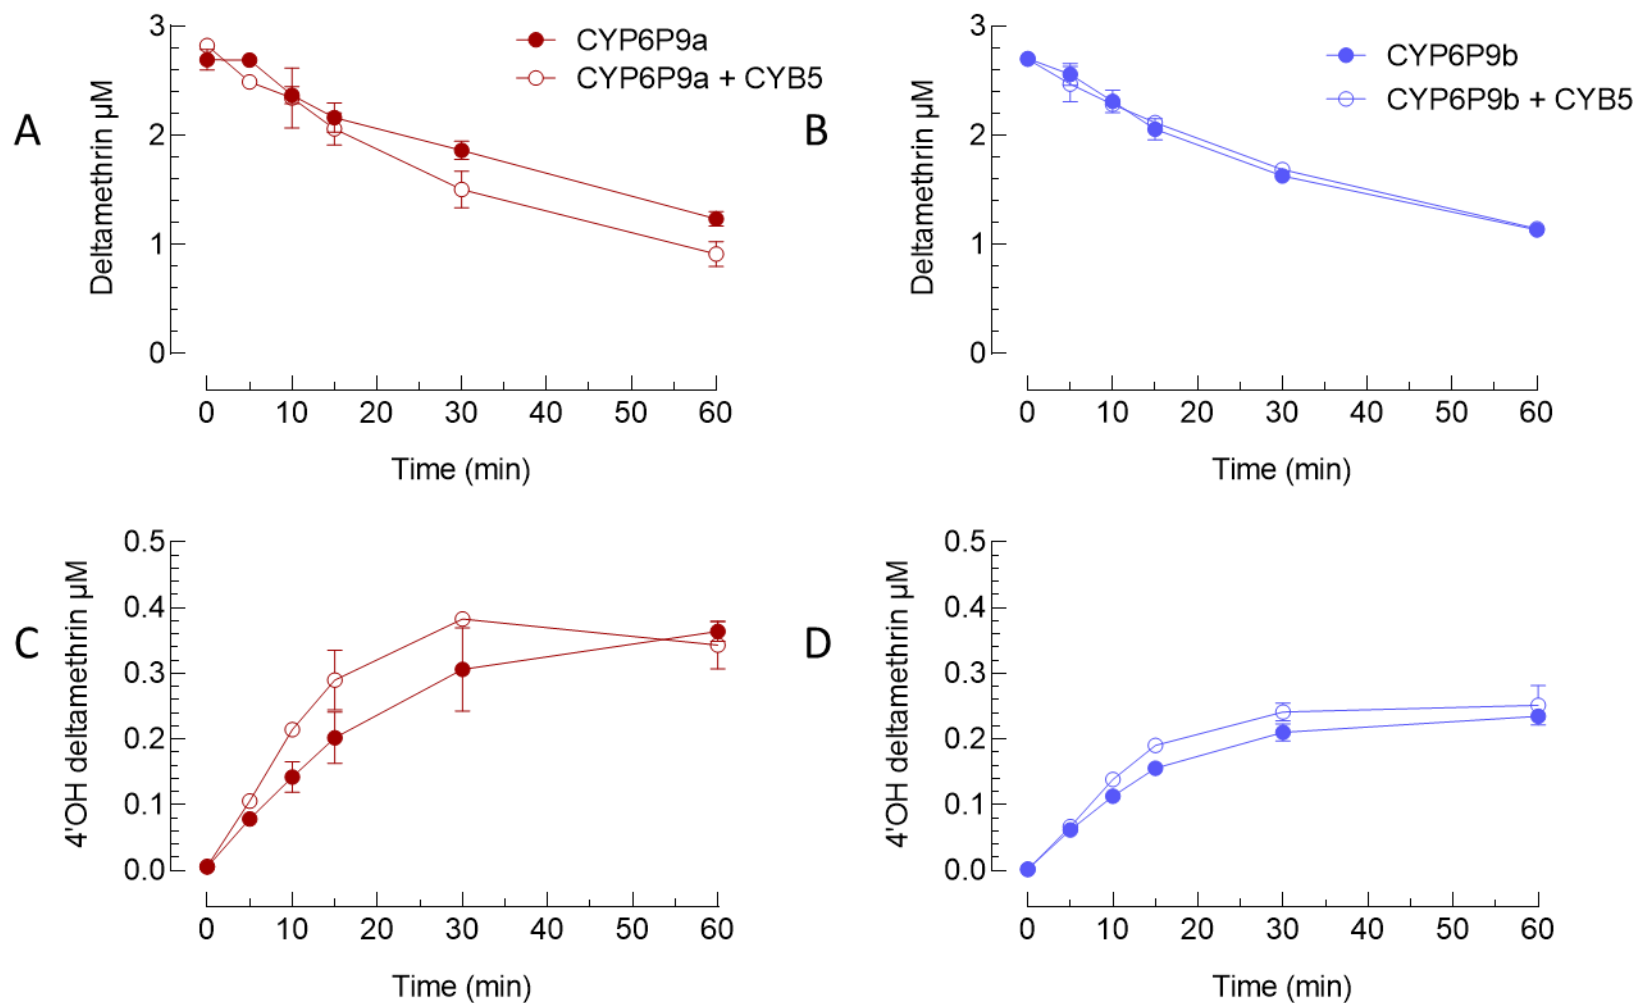 A
3
2
1
0
Deltamethrin µM
CYP6P9a
CYP6P9a + CYB5
0 10 20 30 40 50 60
Time (min)
B
3
2
1
0
Deltamethrin µM
CYP6P9b
CYP6P9b + CYB5
0 10 20 30 40 50 60
Time (min)
C
0.5
0.4
0.3
0.2
0.1
0.0
4'OH deltamethrin µM
0 10 20 30 40 50 60
Time (min)
D
0.5
0.4
0.3
0.2
0.1
0.0
4'OH deltamethrin µM
0 10 20 30 40 50 60
Time (min)